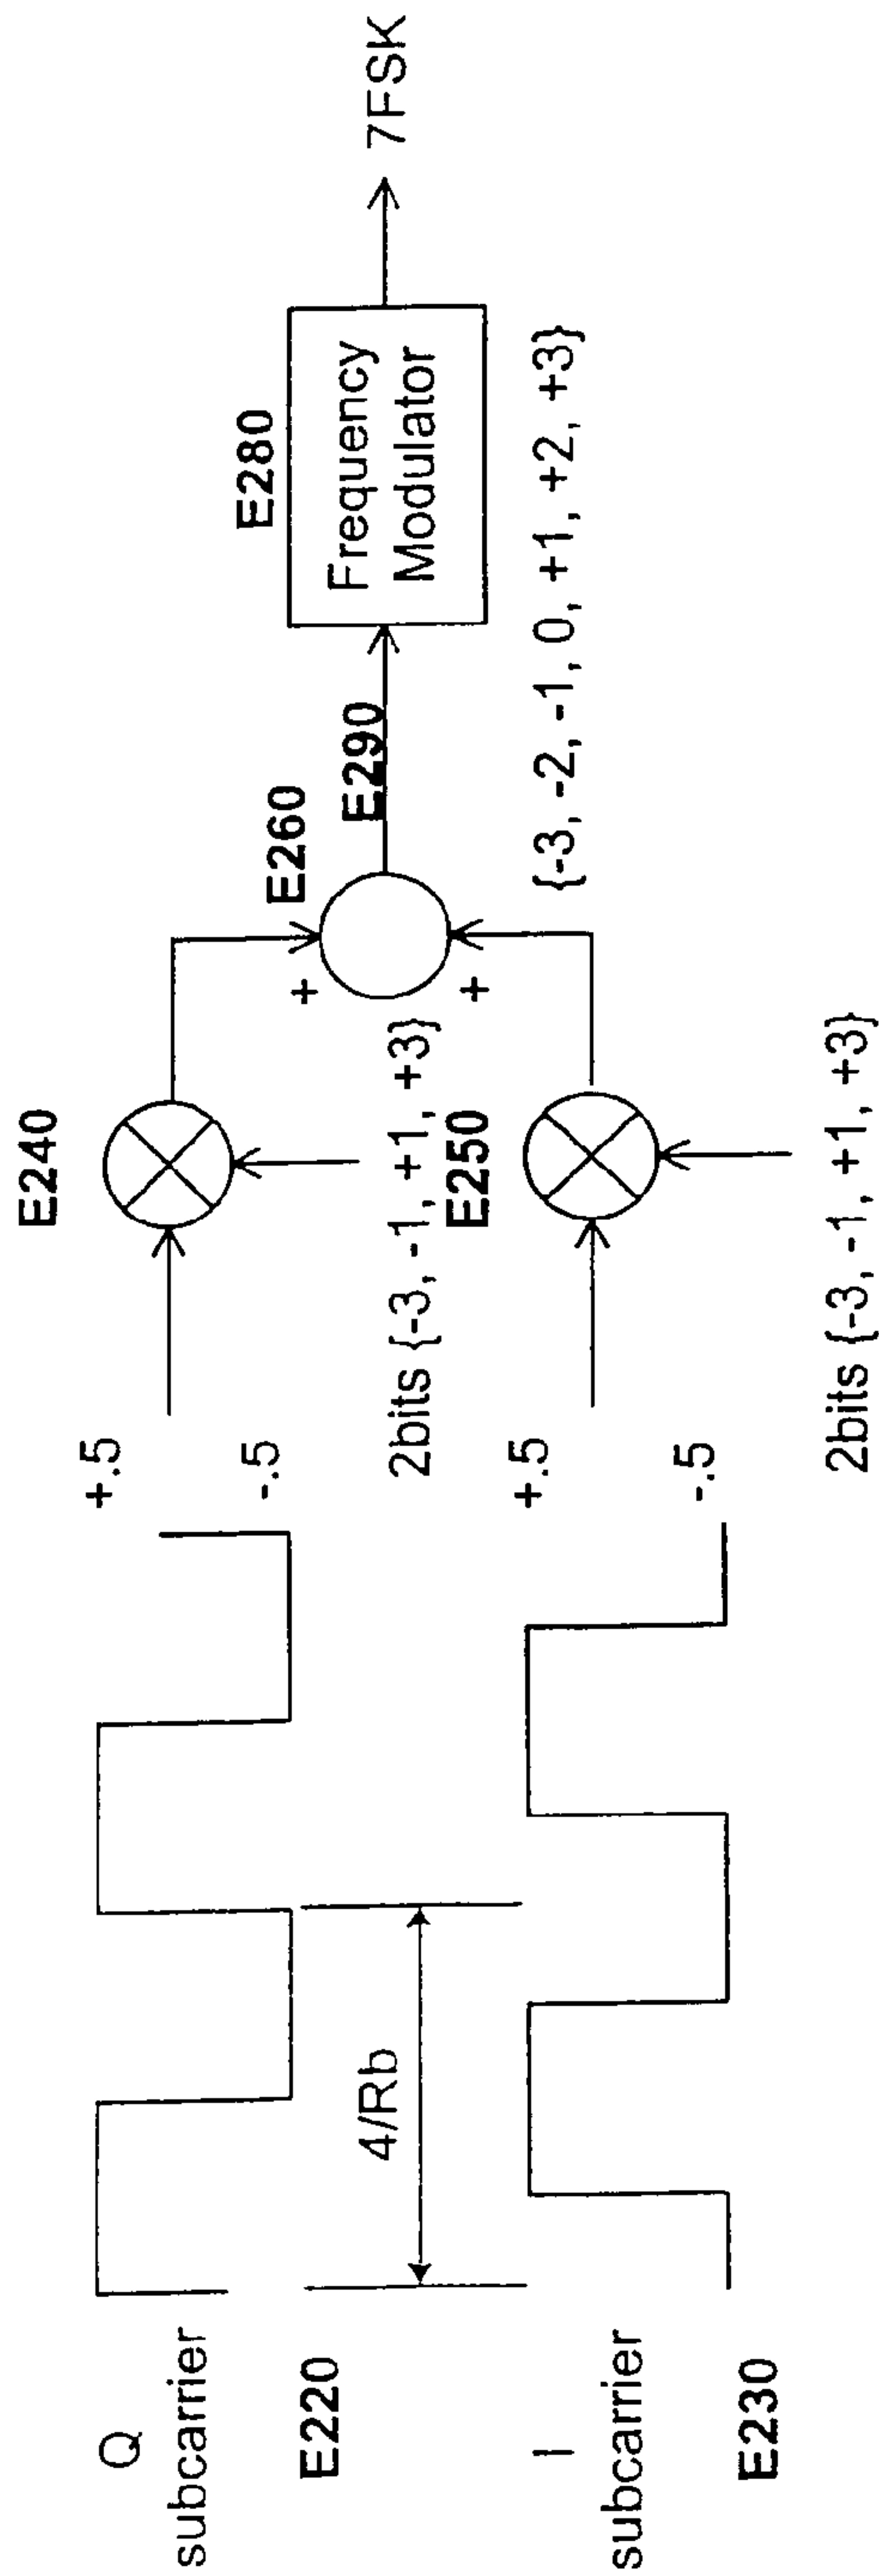 Q
subcarrier
E220
+.5
-.5
4/Rb
E240
2bits {-3, -1, +1, +3}
I
subcarrier
E230
+.5
-.5
E250
2bits {-3, -1, +1, +3}
+
+
E260
E290
E280
Frequency
Modulator
{-3, -2, -1, 0, +1, +2, +3}
7FSK